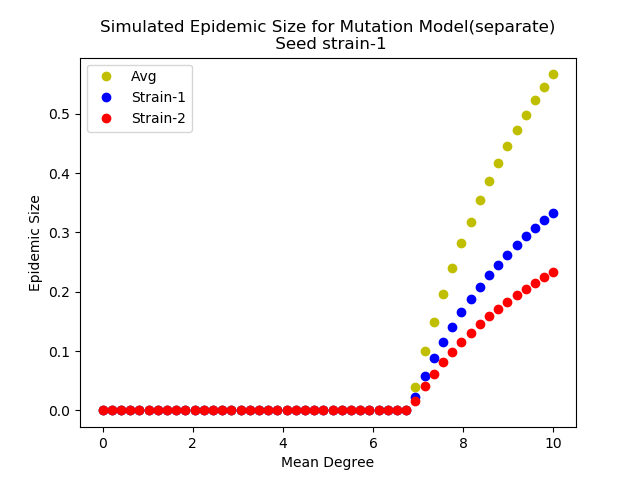 Simulated Epidemic Size for Mutation Model(separate)
Seed strain-1
Avg
Strain-1
Strain-2
Epidemic Size
0.5
0.4
0.3
0.2
0.1
0.0
0 2 4 6 8 10
Mean Degree